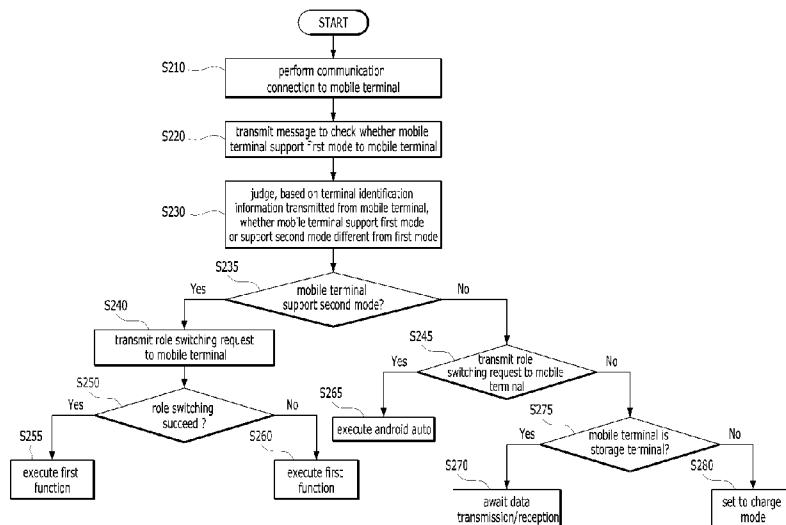 START
S210
perform communication
connection to mobile terminal
S220
transmit message to check whether mobile
terminal support first mode to mobile terminal
S230
judge, based on terminal identification
information transmitted from mobile terminal,
whether mobile terminal support first mode
or support second mode different from first mode
S235
mobile terminal
support second mode?
Yes
No
S240
transmit role switching request
to mobile terminal
S245
transmit role
switching request to mobile
terminal
Yes
No
S250
role switching
succeed ?
Yes
No
S265
execute android auto
S275
mobile terminal is
storage terminal?
Yes
No
S255
execute first
function
S260
execute first
function
S270
await data
transmission/reception
S280
set to charge
mode